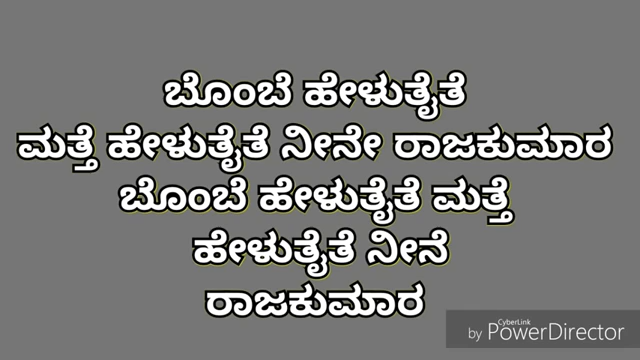 ಬೊಂಬೆ ಹೇಳುತೈತೆ
ಮತ್ತೆ ಹೇಳುತೈತೆ ನೀನೇ ರಾಜಕುಮಾರ
ಬೊಂಬೆ ಹೇಳುತೈತೆ ಮತ್ತೆ
ಹೇಳುತೈತೆ ನೀನೆ
ರಾಜಕುಮಾರ
CyberLink
by PowerDirector